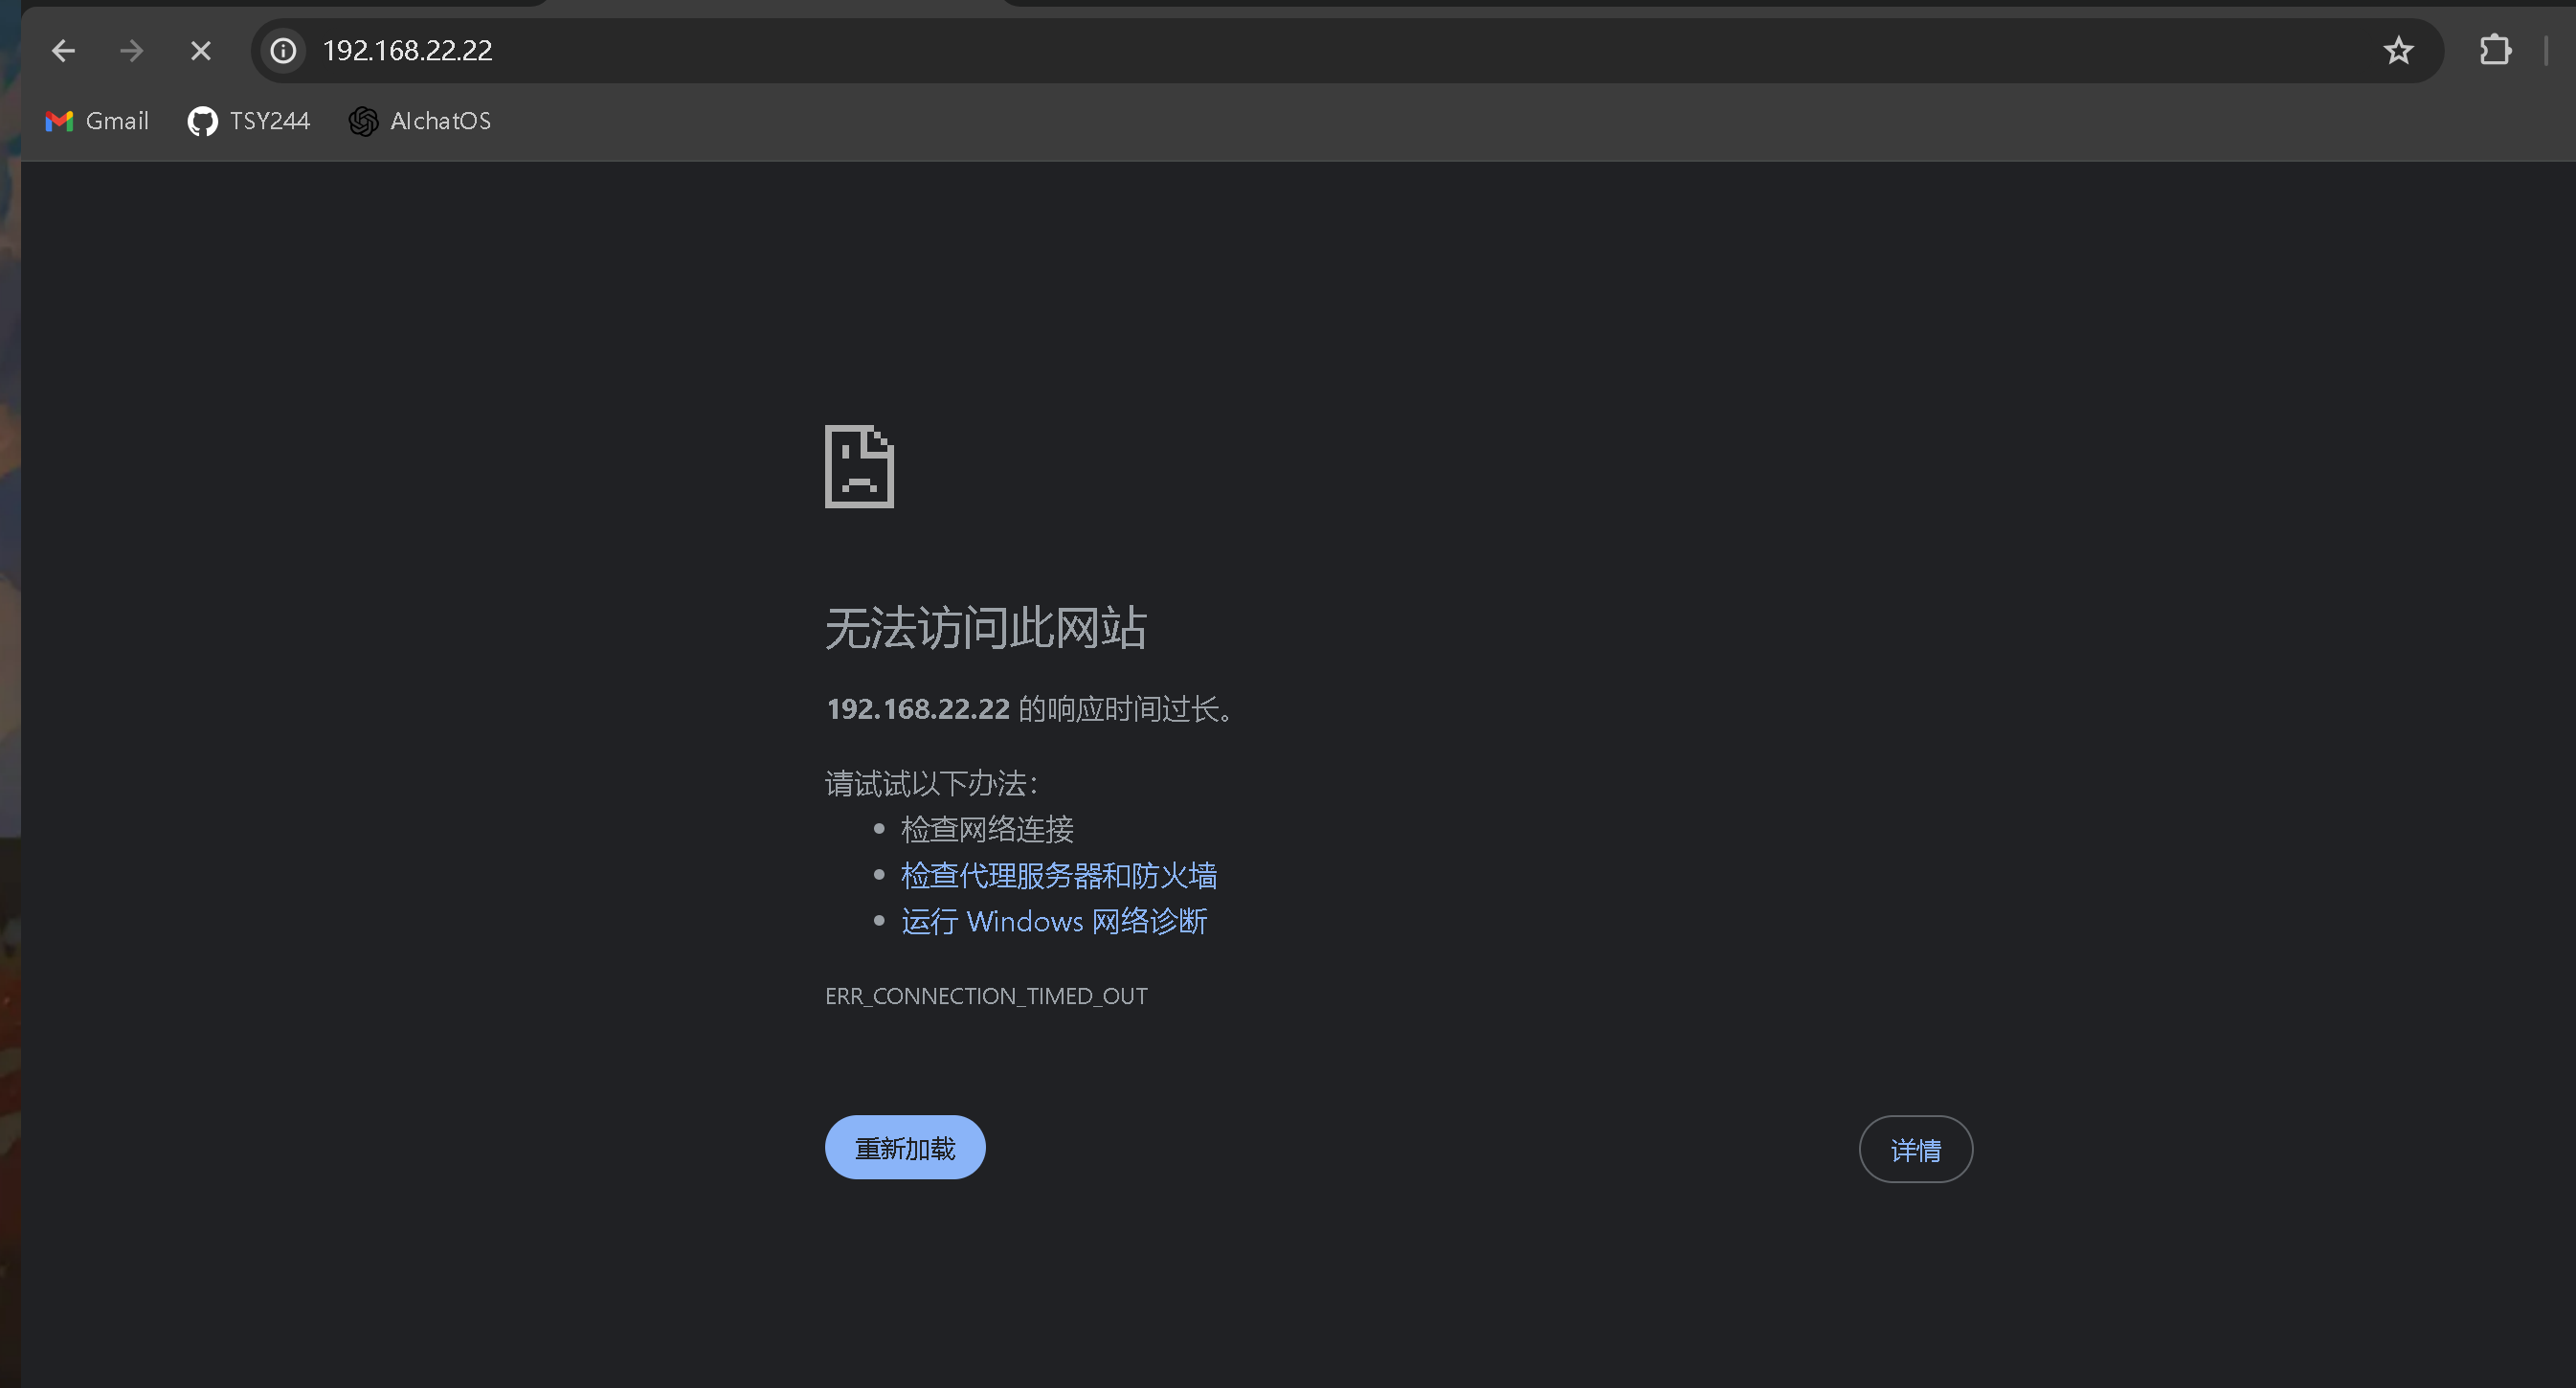 192.168.22.22
Gmail TSY244 AIchatOS
无法访问此网站
192.168.22.22 的响应时间过长。
请试试以下办法：
检查网络连接
检查代理服务器和防火墙
运行 Windows 网络诊断
ERR_CONNECTION_TIMED_OUT
重新加载 详情